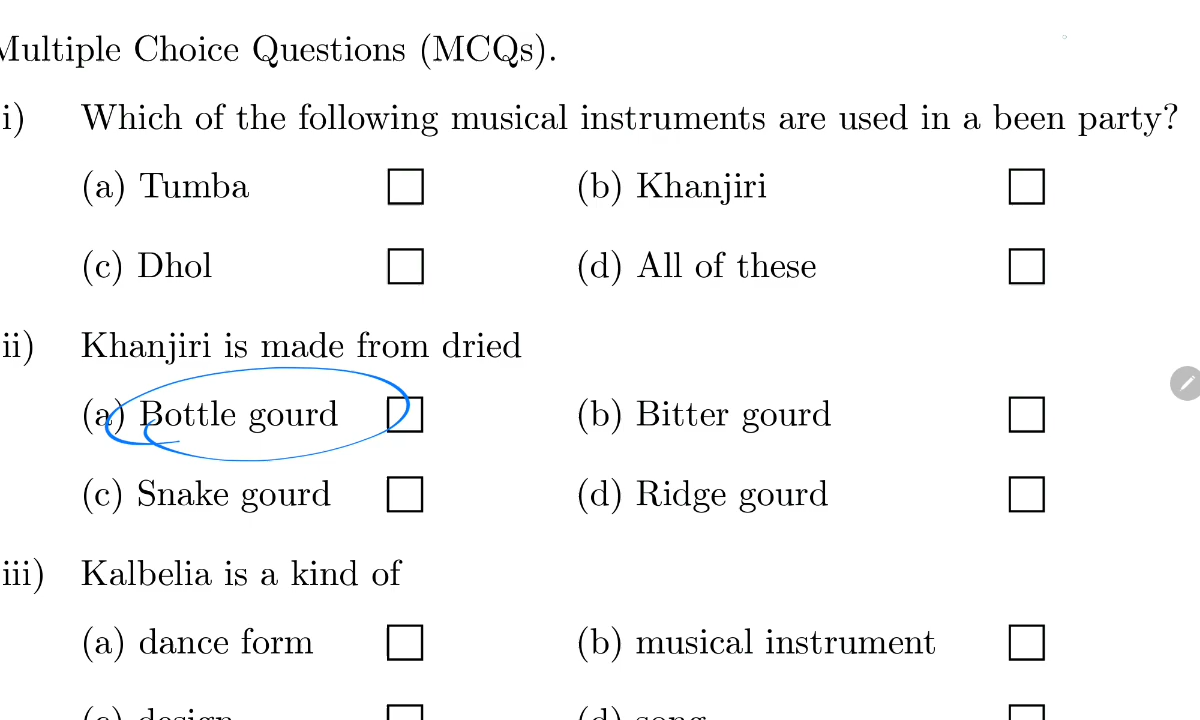 Multiple Choice Questions (MCQs).
i) Which of the following musical instruments are used in a been party?
(a) Tumba (b) Khanjiri
(c) Dhol (d) All of these
ii) Khanjiri is made from dried
(a) Bottle gourd (b) Bitter gourd
(c) Snake gourd (d) Ridge gourd
iii) Kalbelia is a kind of
(a) dance form (b) musical instrument
(c) design (d) song